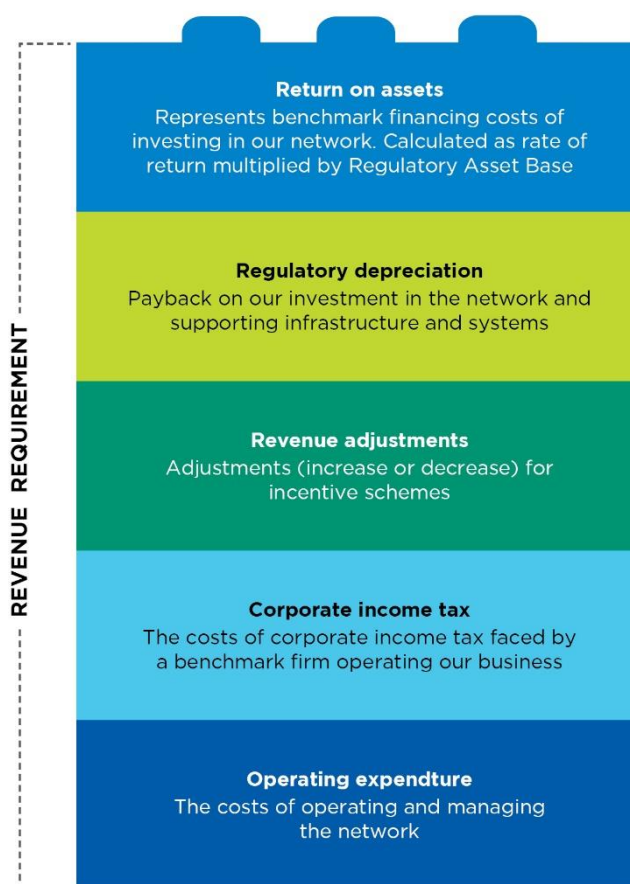 Return on assets
Represents benchmark financing costs of
investing in our network. Calculated as rate of
return multiplied by Regulatory Asset Base
Regulatory depreciation
Payback on our investment in the network and
supporting infrastructure and systems
REVENUE REQUIREMENT
Revenue adjustments
Adjustments (increase or decrease) for
incentive schemes
Corporate income tax
The costs of corporate income tax faced by
a benchmark firm operating our business
Operating expendture
The costs of operating and managing
the network